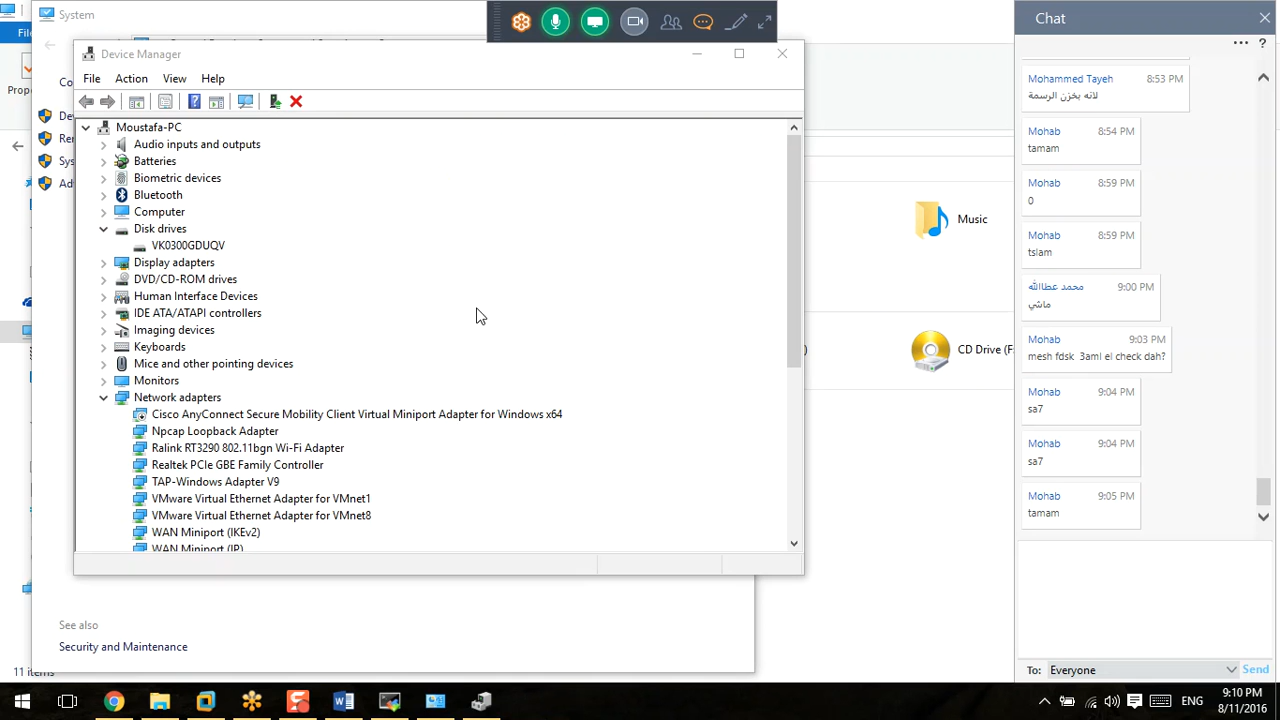 System
File
Prop
Co
De
Rer
Sys
Ad
Device Manager
File Action View Help
Moustafa-PC
Audio inputs and outputs
Batteries
Biometric devices
Bluetooth
Computer
Disk drives
VK0300GDUQV
Display adapters
DVD/CD-ROM drives
Human Interface Devices
IDE ATA/ATAPI controllers
Imaging devices
Keyboards
Mice and other pointing devices
Monitors
Network adapters
Cisco AnyConnect Secure Mobility Client Virtual Miniport Adapter for Windows x64
Npcap Loopback Adapter
Ralink RT3290 802.11bgn Wi-Fi Adapter
Realtek PCIe GBE Family Controller
TAP-Windows Adapter V9
VMware Virtual Ethernet Adapter for VMnet1
VMware Virtual Ethernet Adapter for VMnet8
WAN Miniport (IKEv2)
WAN Miniport (IP)
See also
Security and Maintenance
11 items
Music
CD Drive (F:
Chat
Mohammed Tayeh 8:53 PM
لأنه بخزن الرسمة
Mohab 8:54 PM
tamam
Mohab 8:59 PM
0
Mohab 8:59 PM
tslam
محمد عطاالله 9:00 PM
ماشي
Mohab 9:03 PM
mesh fdsk 3aml el check dah?
Mohab 9:04 PM
sa7
Mohab 9:04 PM
sa7
Mohab 9:05 PM
tamam
To: Everyone Send
ENG
9:10 PM
8/11/2016